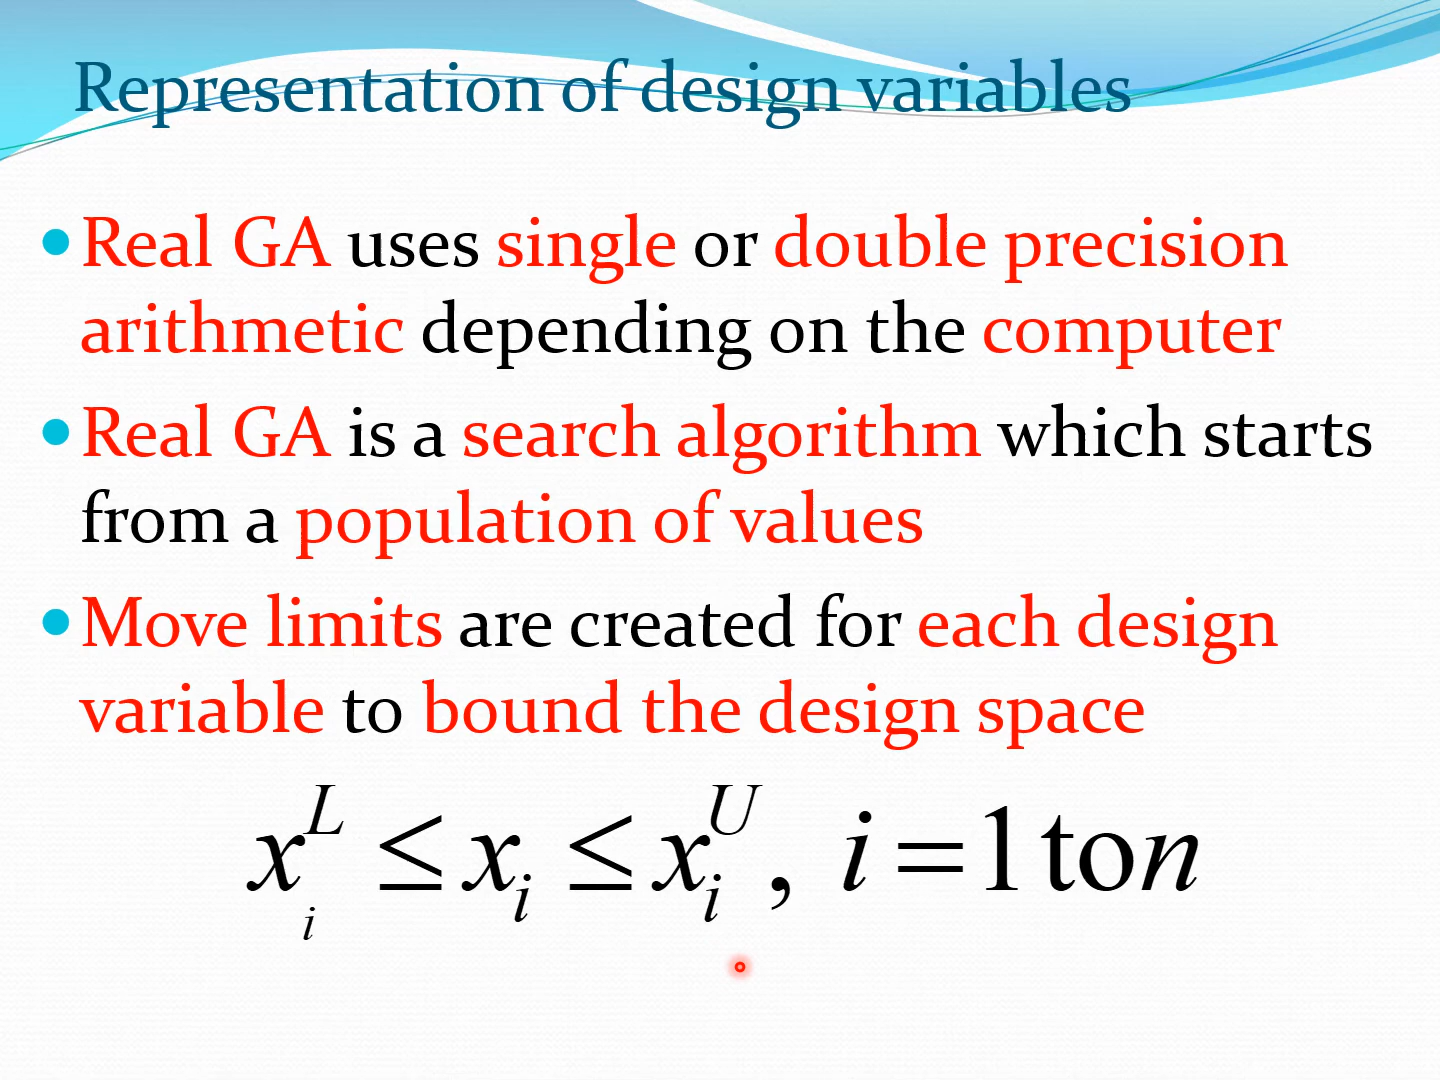 Representation of design variables
•Real GA uses single or double precision
arithmetic depending on the computer
•Real GA is a search algorithm which starts
from a population of values
•Move limits are created for each design
variable to bound the design space
x_i^L ≤ x_i ≤ x_i^U, i = 1 to n